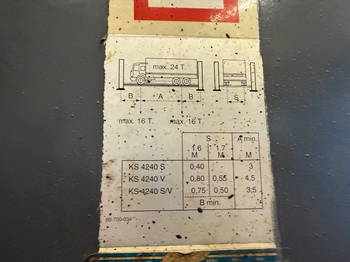 max. 24 T.
B A B S
max. 16 T. max. 16 T.
S A min.
1.6 1.7
M M M
KS 4240 S 0,40 3
KS 4240 V 0,80 0,55 4,5
KS 4240 S/V 0,75 0,50 3,5
B min.